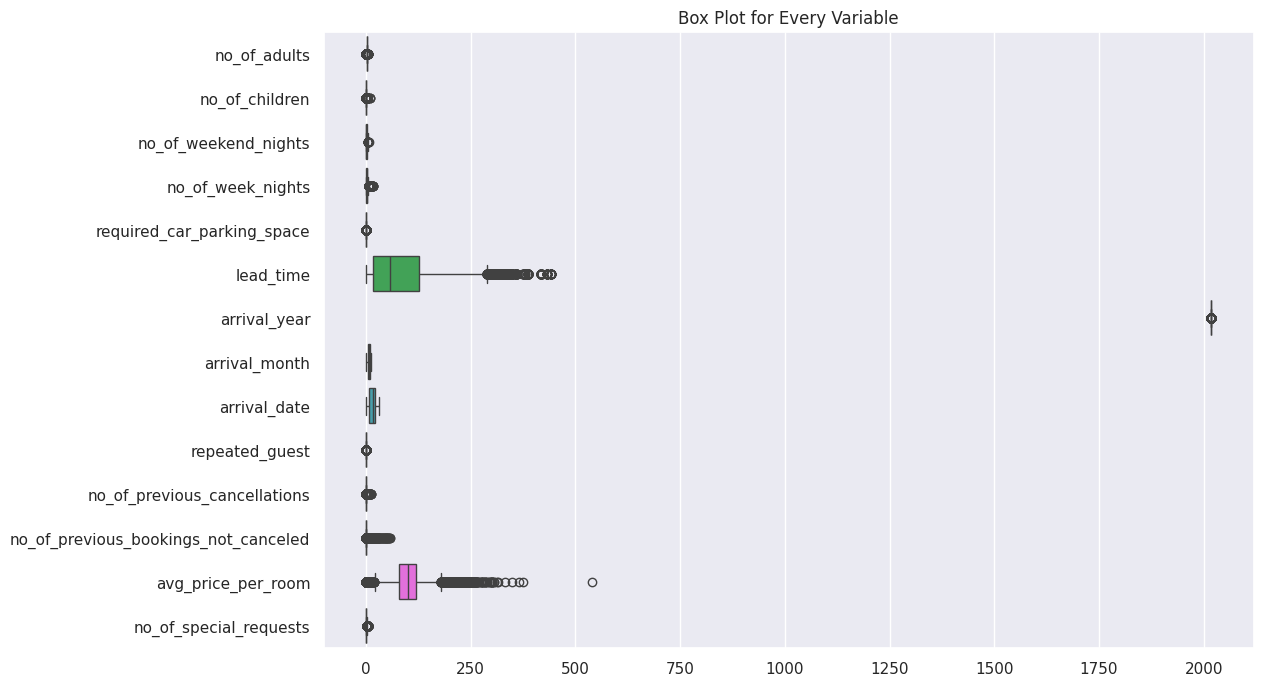 Box Plot for Every Variable
no_of_adults
no_of_children
no_of_weekend_nights
no_of_week_nights
required_car_parking_space
lead_time
arrival_year
arrival_month
arrival_date
repeated_guest
no_of_previous_cancellations
no_of_previous_bookings_not_canceled
avg_price_per_room
no_of_special_requests
0 250 500 750 1000 1250 1500 1750 2000